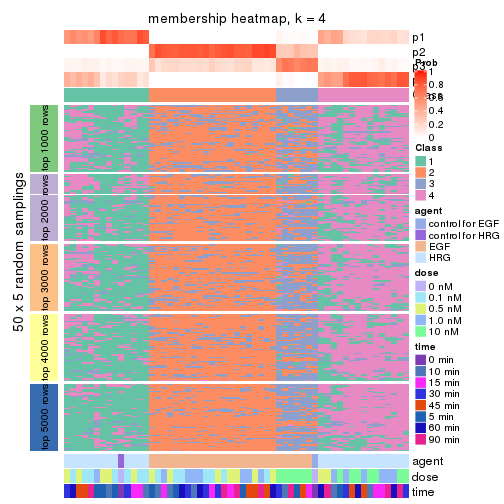 membership heatmap, k = 4
p1
p2
p3
Prob
1
0.8
0.6
0.4
0.2
0
Class
1
2
3
4
agent
control for EGF
control for HRG
EGF
HRG
dose
0 nM
0.1 nM
0.5 nM
1.0 nM
10 nM
time
0 min
10 min
15 min
30 min
45 min
5 min
60 min
90 min
50 x 5 random samplings
top 1000 rows
top 2000 rows
top 3000 rows
top 4000 rows
top 5000 rows
agent
dose
time